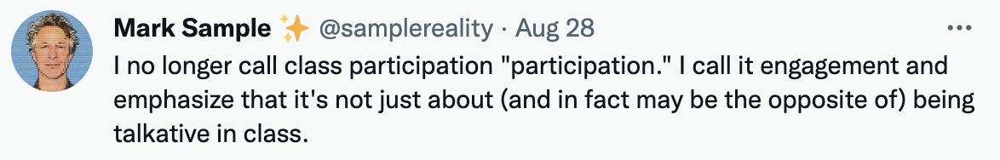 Mark Sample ✨ @samplereality · Aug 28
I no longer call class participation "participation." I call it engagement and
emphasize that it's not just about (and in fact may be the opposite of) being
talkative in class.